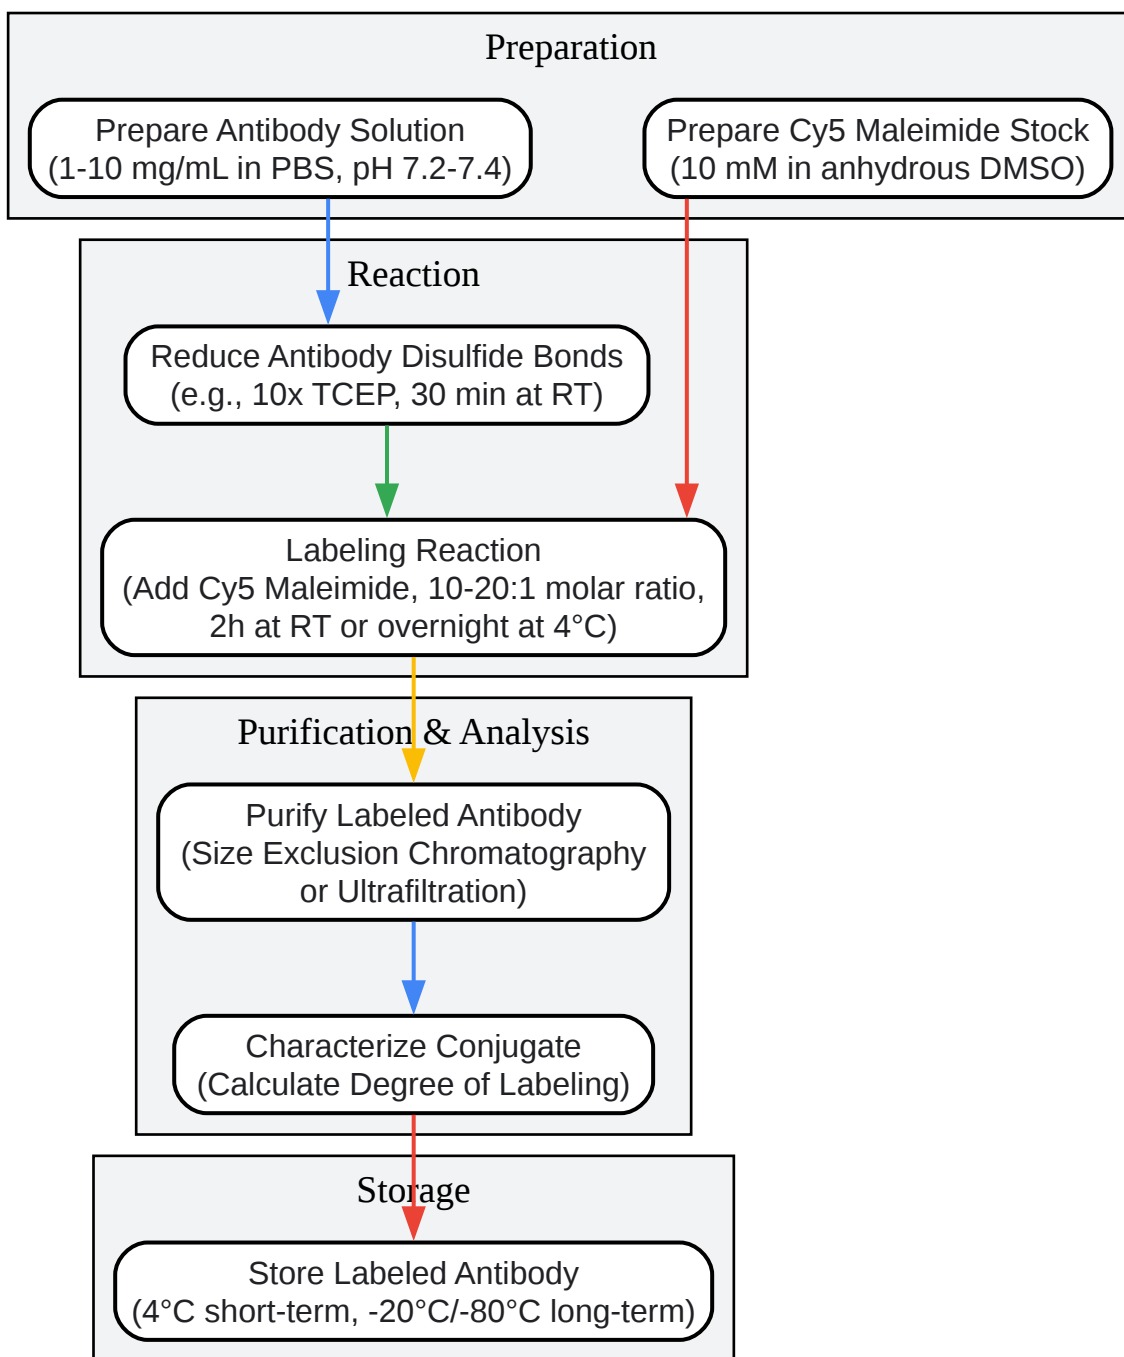 Preparation
Prepare Antibody Solution
(1-10 mg/mL in PBS, pH 7.2-7.4)
Prepare Cy5 Maleimide Stock
(10 mM in anhydrous DMSO)
Reaction
Reduce Antibody Disulfide Bonds
(e.g., 10x TCEP, 30 min at RT)
Labeling Reaction
(Add Cy5 Maleimide, 10-20:1 molar ratio,
2h at RT or overnight at 4°C)
Purification & Analysis
Purify Labeled Antibody
(Size Exclusion Chromatography
or Ultrafiltration)
Characterize Conjugate
(Calculate Degree of Labeling)
Storage
Store Labeled Antibody
(4°C short-term, -20°C/-80°C long-term)